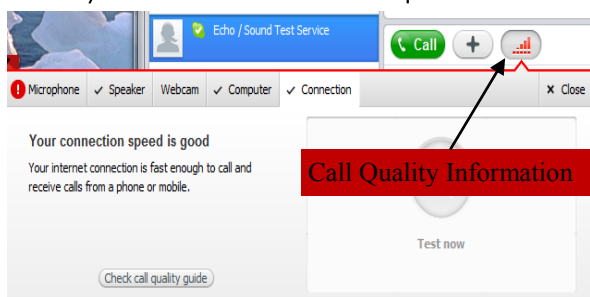 Echo / Sound Test Service
Call
Microphone
Speaker
Webcam
Computer
Connection
Close
Your connection speed is good
Your internet connection is fast enough to call and
receive calls from a phone or mobile.
Call Quality Information
Test now
Check call quality guide